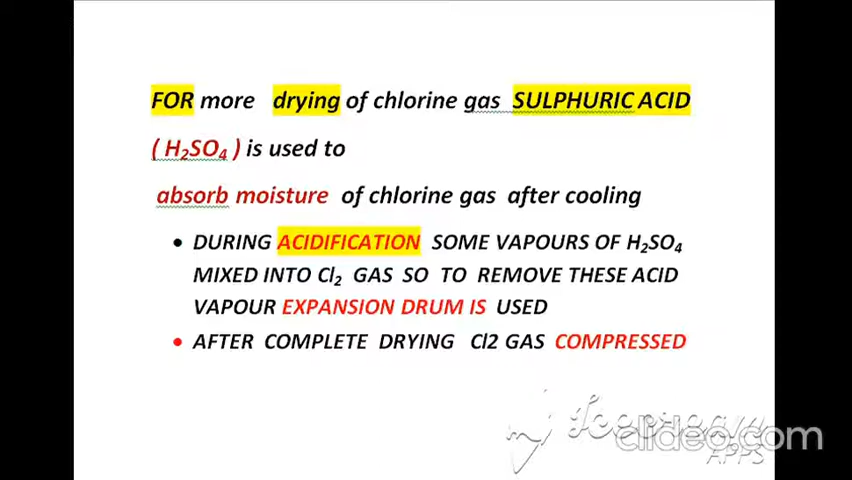 FOR more drying of chlorine gas SULPHURIC ACID
( H₂SO₄ ) is used to
absorb moisture of chlorine gas after cooling
• DURING ACIDIFICATION SOME VAPOURS OF H₂SO₄
MIXED INTO Cl₂ GAS SO TO REMOVE THESE ACID
VAPOUR EXPANSION DRUM IS USED
• AFTER COMPLETE DRYING Cl2 GAS COMPRESSED
clideo.com
APPS